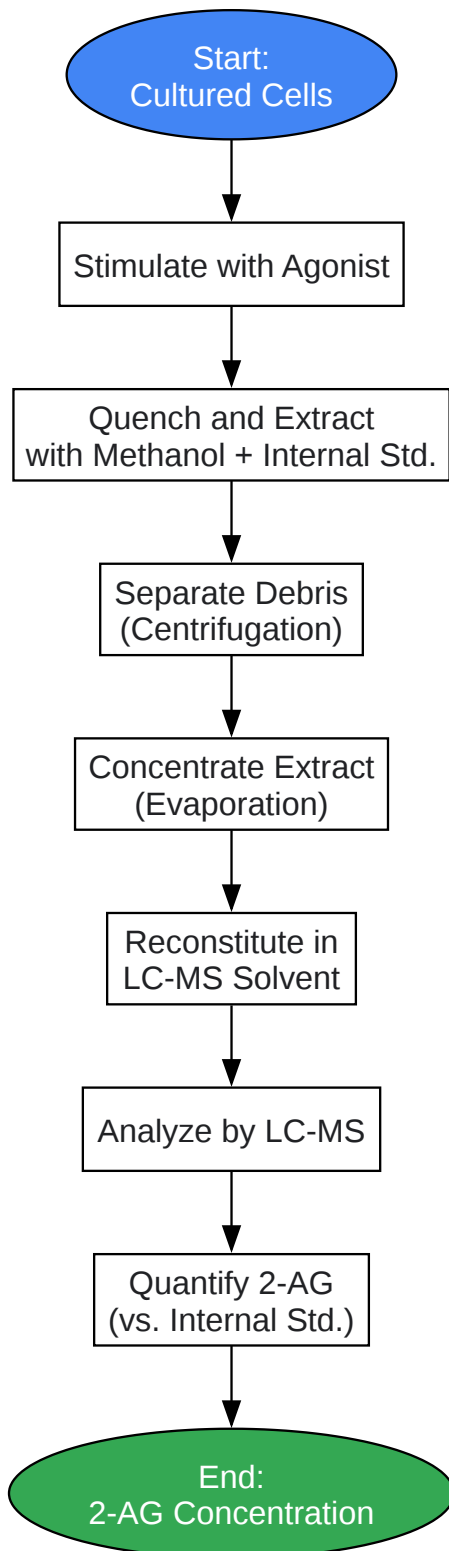 Start:
Cultured Cells
Stimulate with Agonist
Quench and Extract
with Methanol + Internal Std.
Separate Debris
(Centrifugation)
Concentrate Extract
(Evaporation)
Reconstitute in
LC-MS Solvent
Analyze by LC-MS
Quantify 2-AG
(vs. Internal Std.)
End:
2-AG Concentration